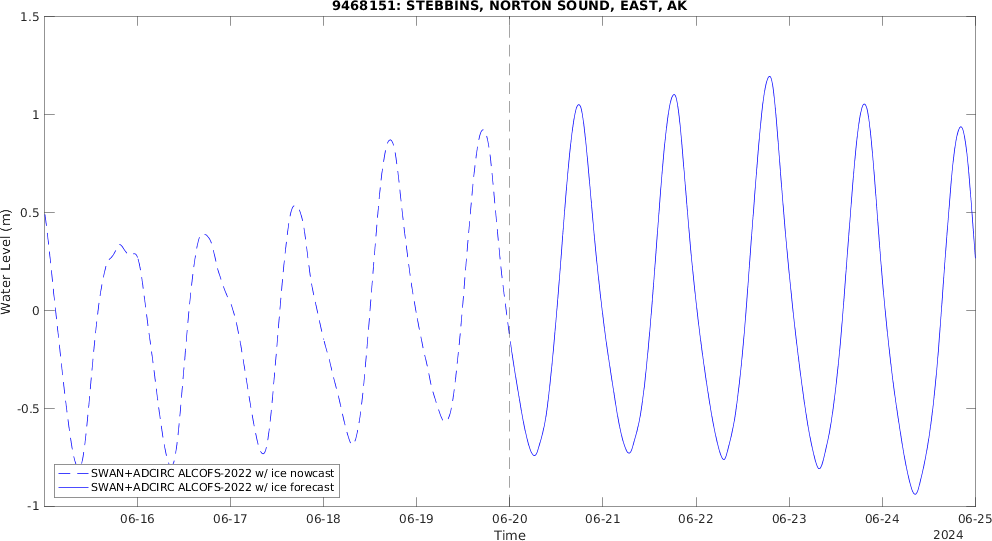 9468151: STEBBINS, NORTON SOUND, EAST, AK
1.5
1
0.5
0
-0.5
-1
Water Level (m)
SWAN+ADCIRC ALCOFS-2022 w/ ice nowcast
SWAN+ADCIRC ALCOFS-2022 w/ ice forecast
06-16 06-17 06-18 06-19 06-20 06-21 06-22 06-23 06-24 06-25
Time
2024